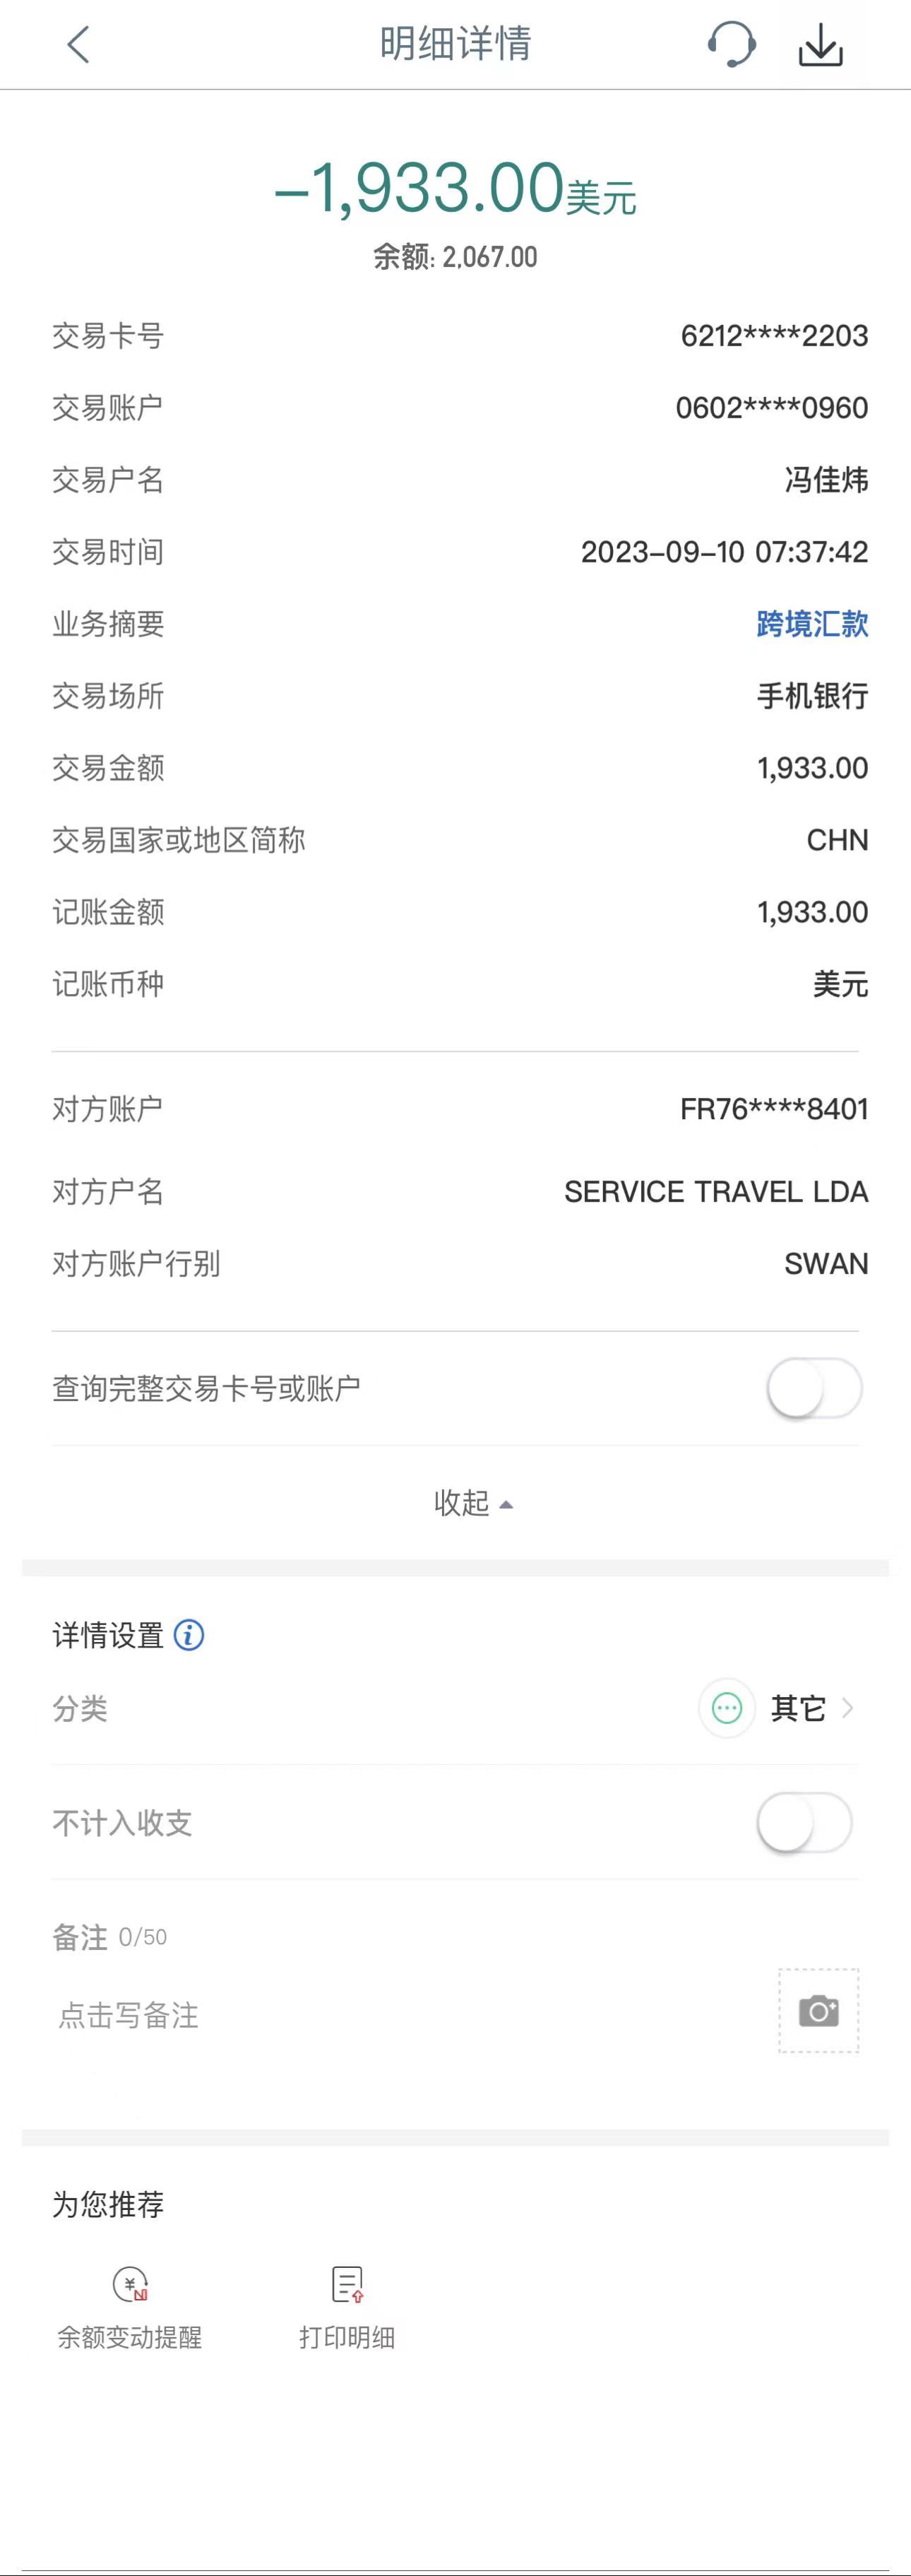 明细详情
-1,933.00美元
余额: 2,067.00
交易卡号 6212****2203
交易账户 0602****0960
交易户名 冯佳炜
交易时间 2023-09-10 07:37:42
业务摘要 跨境汇款
交易场所 手机银行
交易金额 1,933.00
交易国家或地区简称 CHN
记账金额 1,933.00
记账币种 美元
对方账户 FR76****8401
对方户名 SERVICE TRAVEL LDA
对方账户行别 SWAN
查询完整交易卡号或账户
收起
详情设置
分类 其它
不计入收支
备注 0/50
点击写备注
为您推荐
余额变动提醒 打印明细